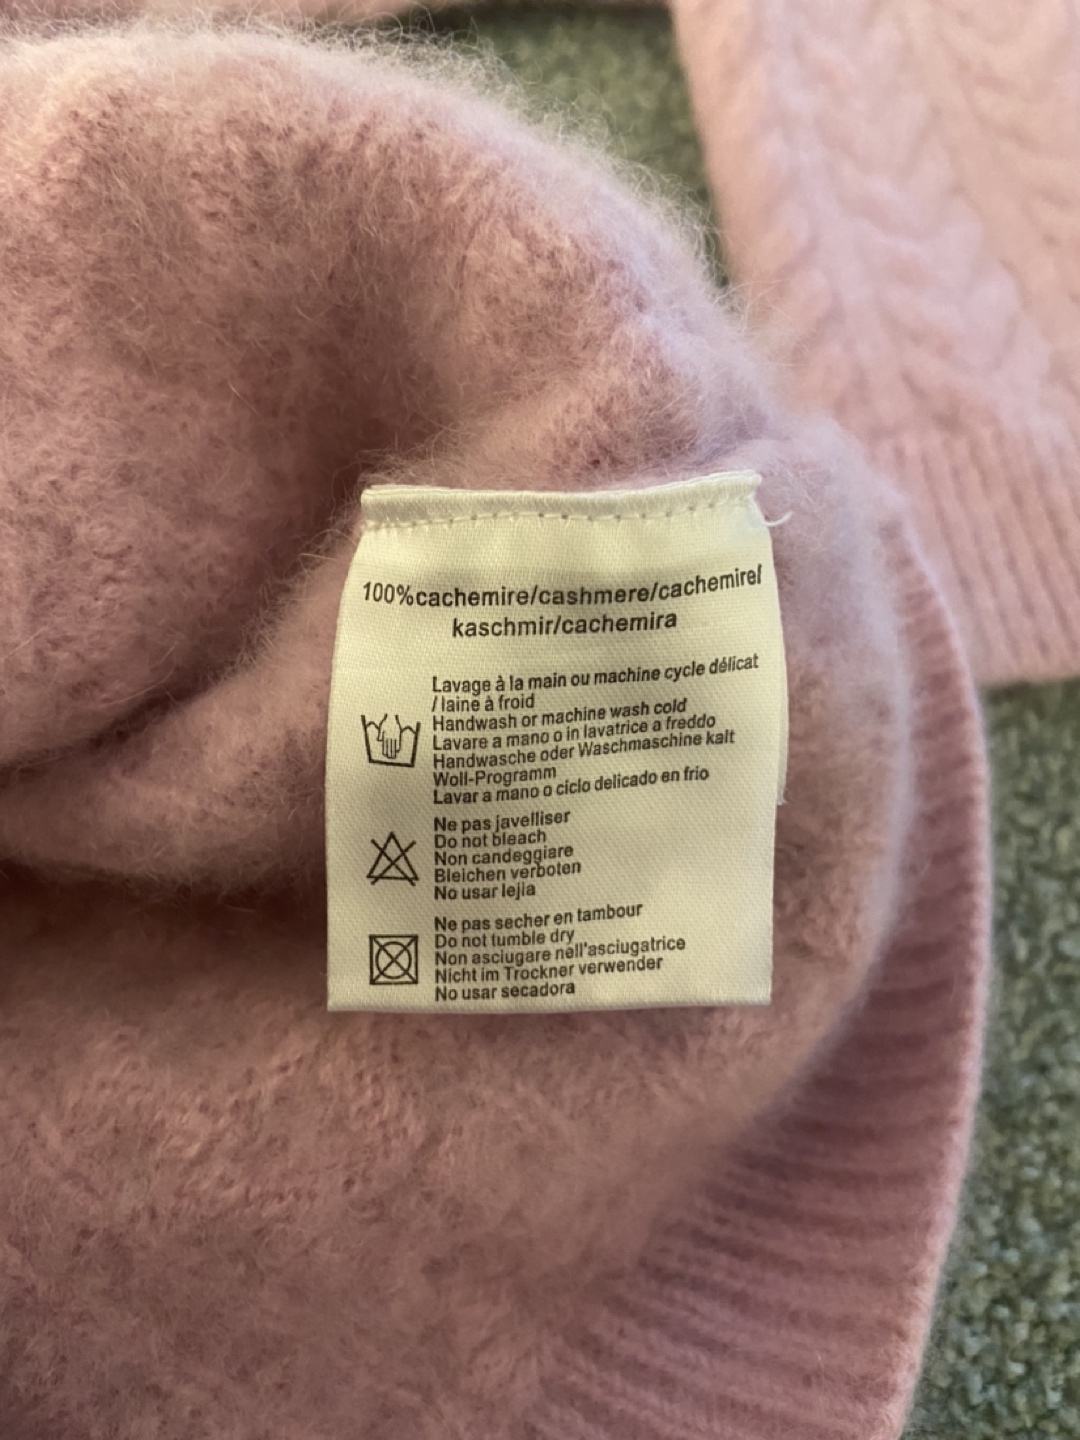 100%cachemire/cashmere/cachemire/
kaschmir/cachemira
Lavage à la main ou machine cycle délicat
/ laine à froid
Handwash or machine wash cold
Lavare a mano o in lavatrice a freddo
Handwasche oder Waschmaschine kalt
Woll-Programm
Lavar a mano o ciclo delicado en frio
Ne pas javelliser
Do not bleach
Non candeggiare
Bleichen verboten
No usar lejia
Ne pas secher en tambour
Do not tumble dry
Non asciugare nell'asciugatrice
Nicht im Trockner verwender
No usar secadora